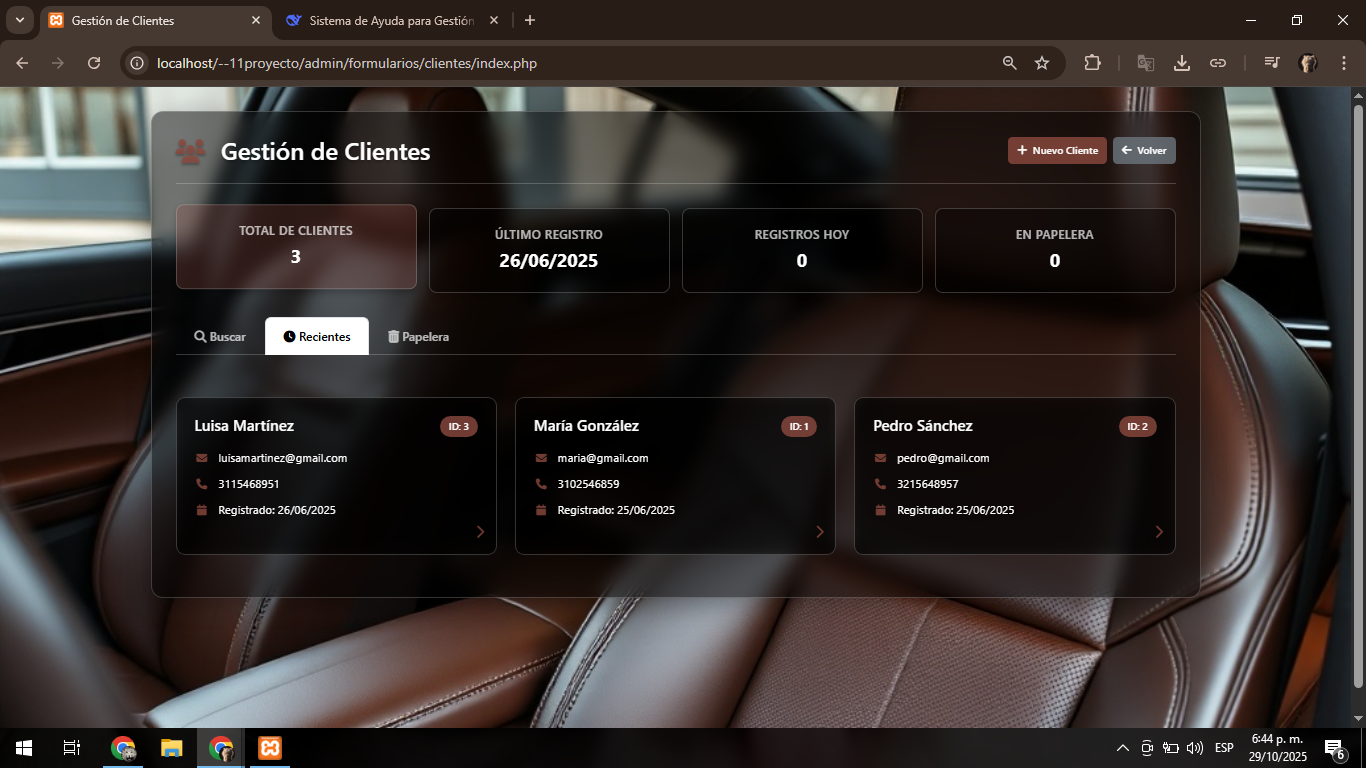 Gestión de Clientes
Sistema de Ayuda para Gestión
localhost/--11proyecto/admin/formularios/clientes/index.php
Gestión de Clientes
Nuevo Cliente
Volver
TOTAL DE CLIENTES
3
ÚLTIMO REGISTRO
26/06/2025
REGISTROS HOY
0
EN PAPELERA
0
Buscar
Recientes
Papelera
Luisa Martínez
ID: 3
luisamartinez@gmail.com
3115468951
Registrado: 26/06/2025
María González
ID: 1
maria@gmail.com
3102546859
Registrado: 25/06/2025
Pedro Sánchez
ID: 2
pedro@gmail.com
3215648957
Registrado: 25/06/2025
ESP
6:44 p. m.
29/10/2025
6